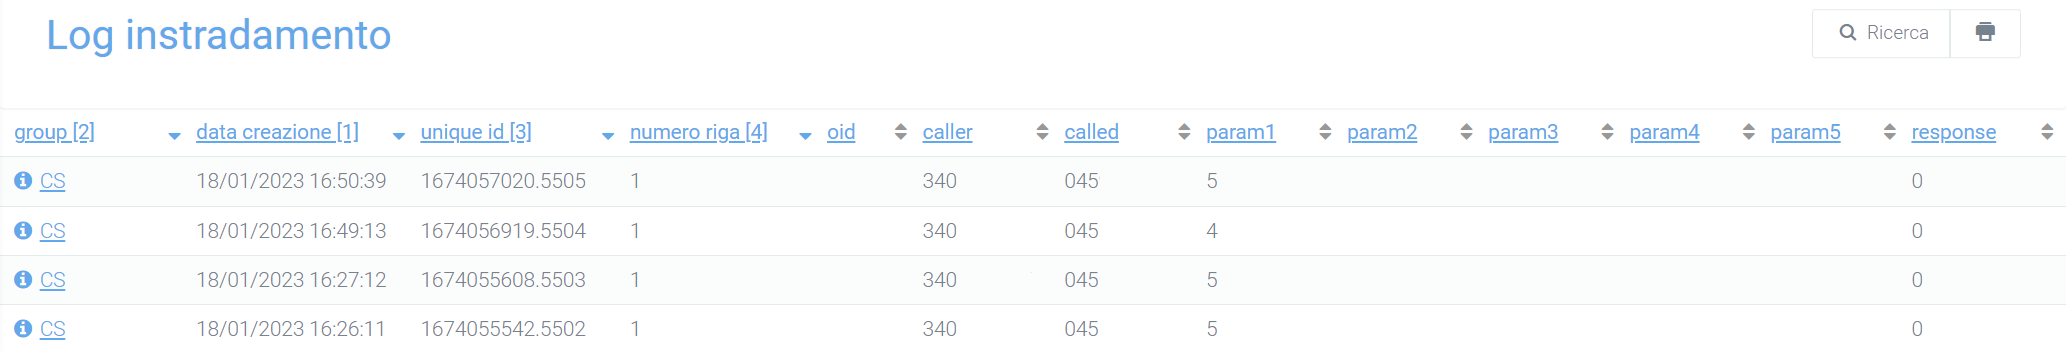 Log instradamento
Ricerca
group [2] data creazione [1] unique id [3] numero riga [4] oid caller called param1 param2 param3 param4 param5 response
CS 18/01/2023 16:50:39 1674057020.5505 1 340 045 5 0
CS 18/01/2023 16:49:13 1674056919.5504 1 340 045 4 0
CS 18/01/2023 16:27:12 1674055608.5503 1 340 045 5 0
CS 18/01/2023 16:26:11 1674055542.5502 1 340 045 5 0